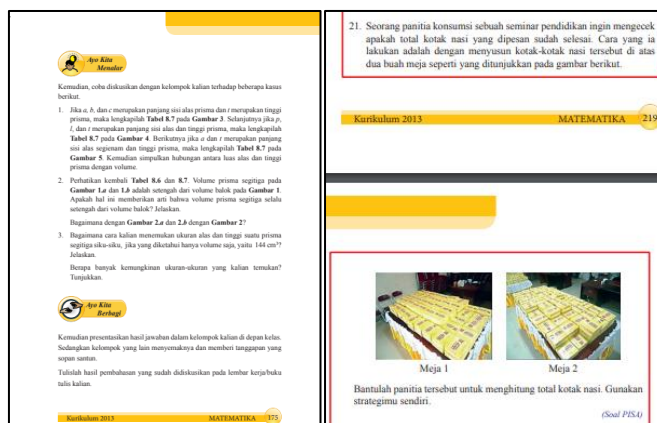 Ayo Kita
Menalar
Kemudian, coba diskusikan dengan kelompok kalian terhadap beberapa kasus
berikut.
1. Jika a, b, dan c merupakan panjang sisi alas prisma dan t merupakan tinggi
prisma, maka lengkapilah Tabel 8.7 pada Gambar 3. Selanjutnya jika p,
l, dan t merupakan panjang sisi alas dan tinggi prisma, maka lengkapilah
Tabel 8.7 pada Gambar 4. Berikutnya jika a dan t merupakan panjang
sisi alas segienam dan tinggi prisma, maka lengkapilah Tabel 8.7 pada
Gambar 5. Kemudian simpulkan hubungan antara luas alas dan tinggi
prisma dengan volume.
2. Perhatikan kembali Tabel 8.6 dan 8.7. Volume prisma segitiga pada
Gambar 1.a dan 1.b adalah setengah dari volume balok pada Gambar 1.
Apakah hal ini memberikan arti bahwa volume prisma segitiga selalu
setengah dari volume balok? Jelaskan.
Bagaimana dengan Gambar 2.a dan 2.b dengan Gambar 2?
3. Bagaimana cara kalian menemukan ukuran alas dan tinggi suatu prisma
segitiga siku-siku, jika yang diketahui hanya volume saja, yaitu 144 cm³?
Jelaskan.
Berapa banyak kemungkinan ukuran-ukuran yang kalian temukan?
Tunjukkan.
Ayo Kita
Berbagi
Kemudian presentasikan hasil jawaban dalam kelompok kalian di depan kelas.
Sedangkan kelompok yang lain menyemaknya dan memberi tanggapan yang
sopan santun.
Tulislah hasil pembahasan yang sudah didiskusikan pada lembar kerja/buku
tulis kalian.
Kurikulum 2013 MATEMATIKA 175
21. Seorang panitia konsumsi sebuah seminar pendidikan ingin mengecek
apakah total kotak nasi yang dipesan sudah selesai. Cara yang ia
lakukan adalah dengan menyusun kotak-kotak nasi tersebut di atas
dua buah meja seperti yang ditunjukkan pada gambar berikut.
Kurikulum 2013 MATEMATIKA 219
Meja 1 Meja 2
Bantulah panitia tersebut untuk menghitung total kotak nasi. Gunakan
strategimu sendiri.
(Soal PISA)